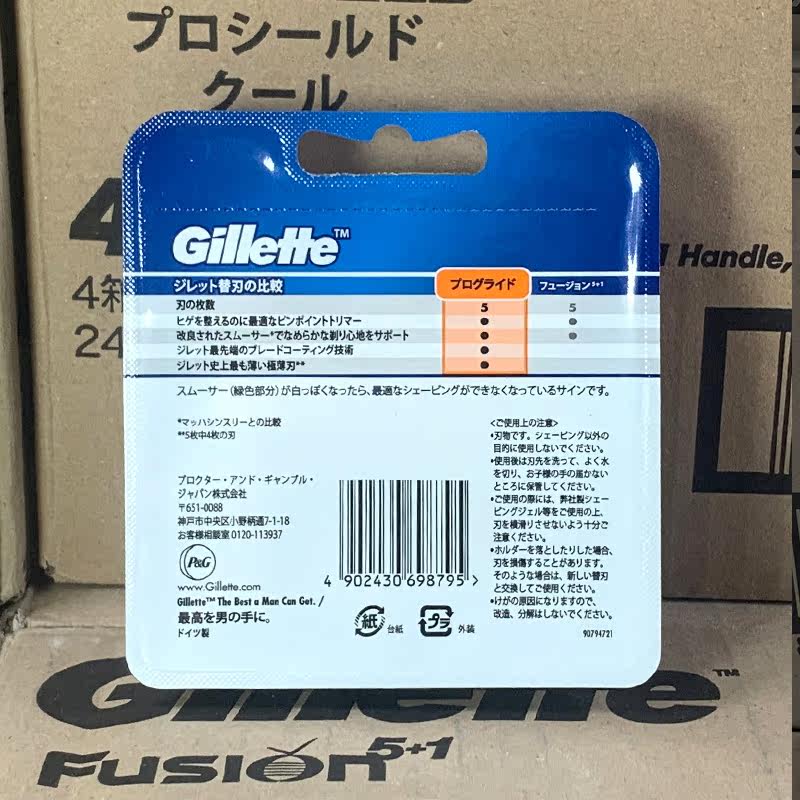 プロシールド
クール
4
4箱
24
Handle,
Gillette™
ジレット替刃の比較 プログライド フュージョン5+1
刃の枚数 5 5
ヒゲを整えるのに最適なピンポイントトリマー ● ●
改良されたスムーサー*でなめらかな剃り心地をサポート ● ●
ジレット最先端のブレードコーティング技術 ●
ジレット史上最も薄い極薄刃** ●
スムーサー（緑色部分）が白っぽくなったら、最適なシェービングができなくなっているサインです。
*マッハシンスリーとの比較
**5枚中4枚の刃
プロクター・アンド・ギャンブル・
ジャパン株式会社
〒651-0088
神戸市中央区小野柄通7-1-18
お客様相談室 0120-113937
P&G
www.Gillette.com
Gillette™ The Best a Man Can Get. /
最高を男の手に。
ドイツ製
<ご使用上の注意>
•刃物です。シェービング以外の
目的に使用しないでください。
•使用後は刃先を洗って、よく水
を切り、お子様の手の届かない
ところに保管してください。
•ご使用の際には、弊社製シェー
ビングジェル等をご使用の上、
刃を横滑りさせないよう十分ご
注意ください。
•ホルダーを落としたりした場合、
刃を損傷することがあります。
そのような場合は、新しい替刃
と交換してご使用ください。
•けがの原因になりますので、
改造、分解はしないでください。
4 902430 698795 >
紙 台紙 プラ 外装
90794721
Gillette™
FUSION 5+1